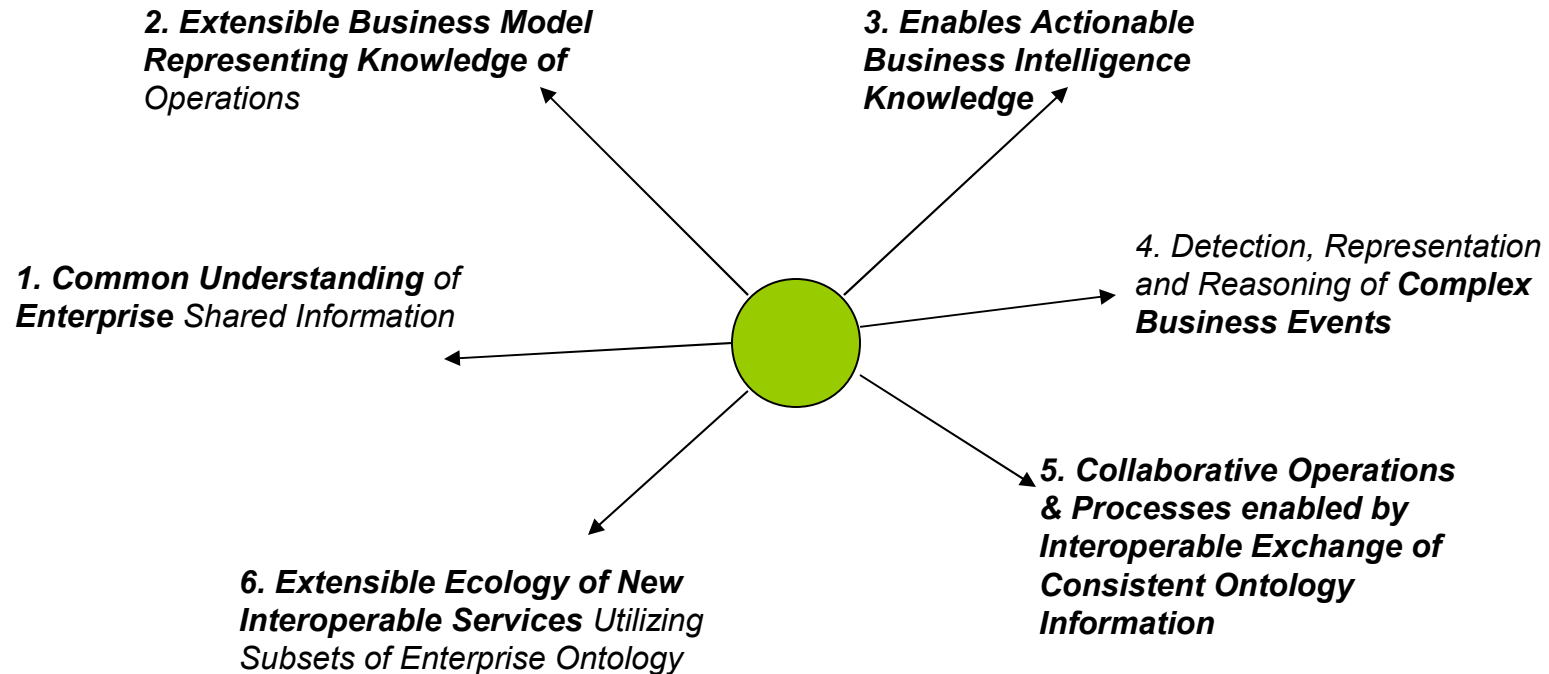 2. Extensible Business Model
Representing Knowledge of
Operations
3. Enables Actionable
Business Intelligence
Knowledge
1. Common Understanding of
Enterprise Shared Information
4. Detection, Representation
and Reasoning of Complex
Business Events
5. Collaborative Operations
& Processes enabled by
Interoperable Exchange of
Consistent Ontology
Information
6. Extensible Ecology of New
Interoperable Services Utilizing
Subsets of Enterprise Ontology